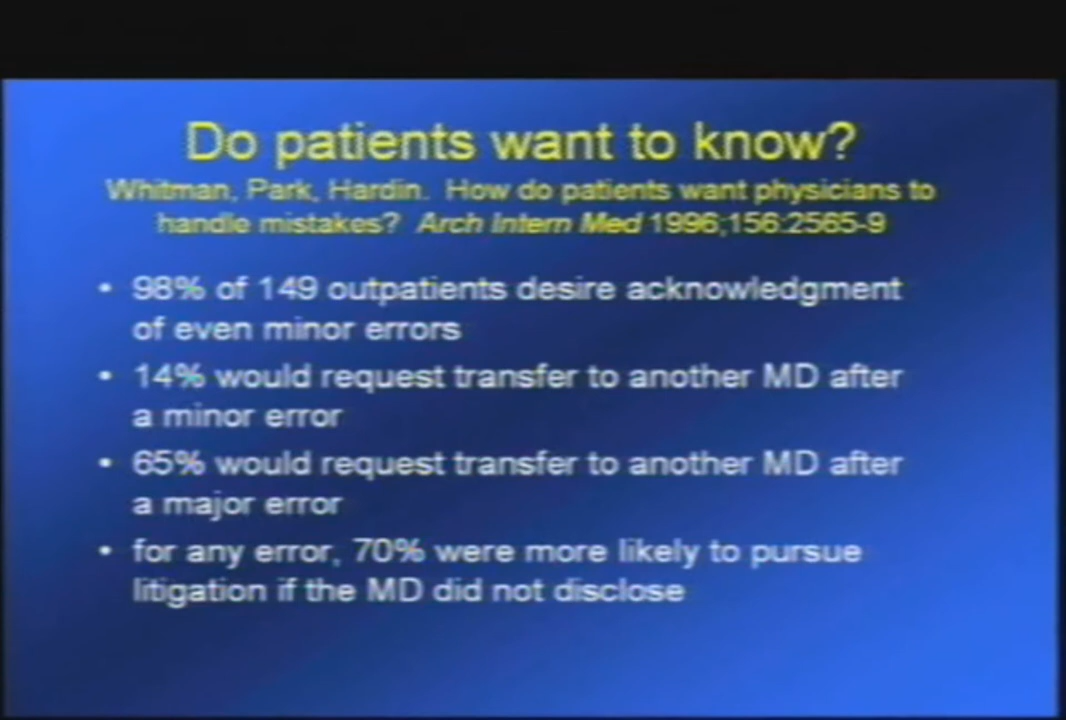 Do patients want to know?
Whitman, Park, Hardin. How do patients want physicians to
handle mistakes? Arch Intern Med 1996;156:2565-9
• 98% of 149 outpatients desire acknowledgment
of even minor errors
• 14% would request transfer to another MD after
a minor error
• 65% would request transfer to another MD after
a major error
• for any error, 70% were more likely to pursue
litigation if the MD did not disclose